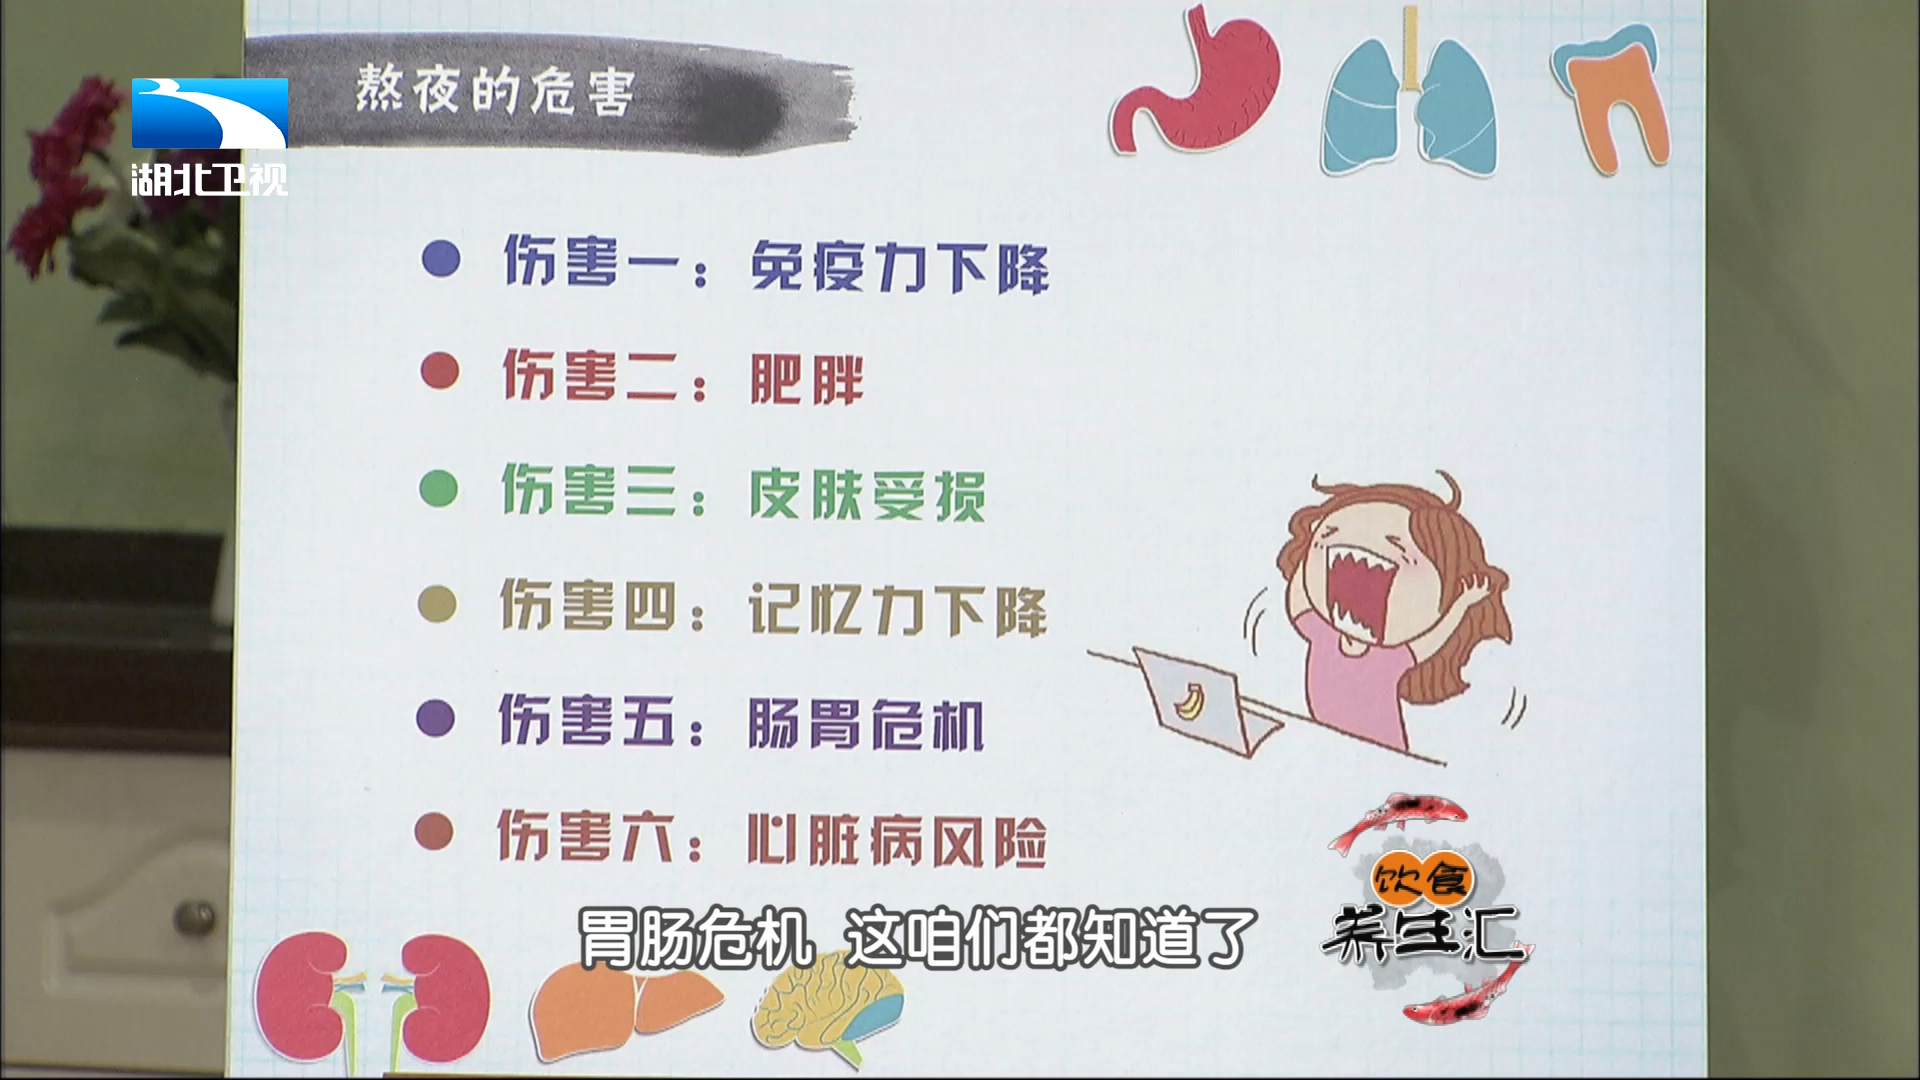 熬夜的危害
湖北卫视
伤害一：免疫力下降
伤害二：肥胖
伤害三：皮肤受损
伤害四：记忆力下降
伤害五：肠胃危机
伤害六：心脏病风险
饮食
养生汇
胃肠危机 这咱们都知道了